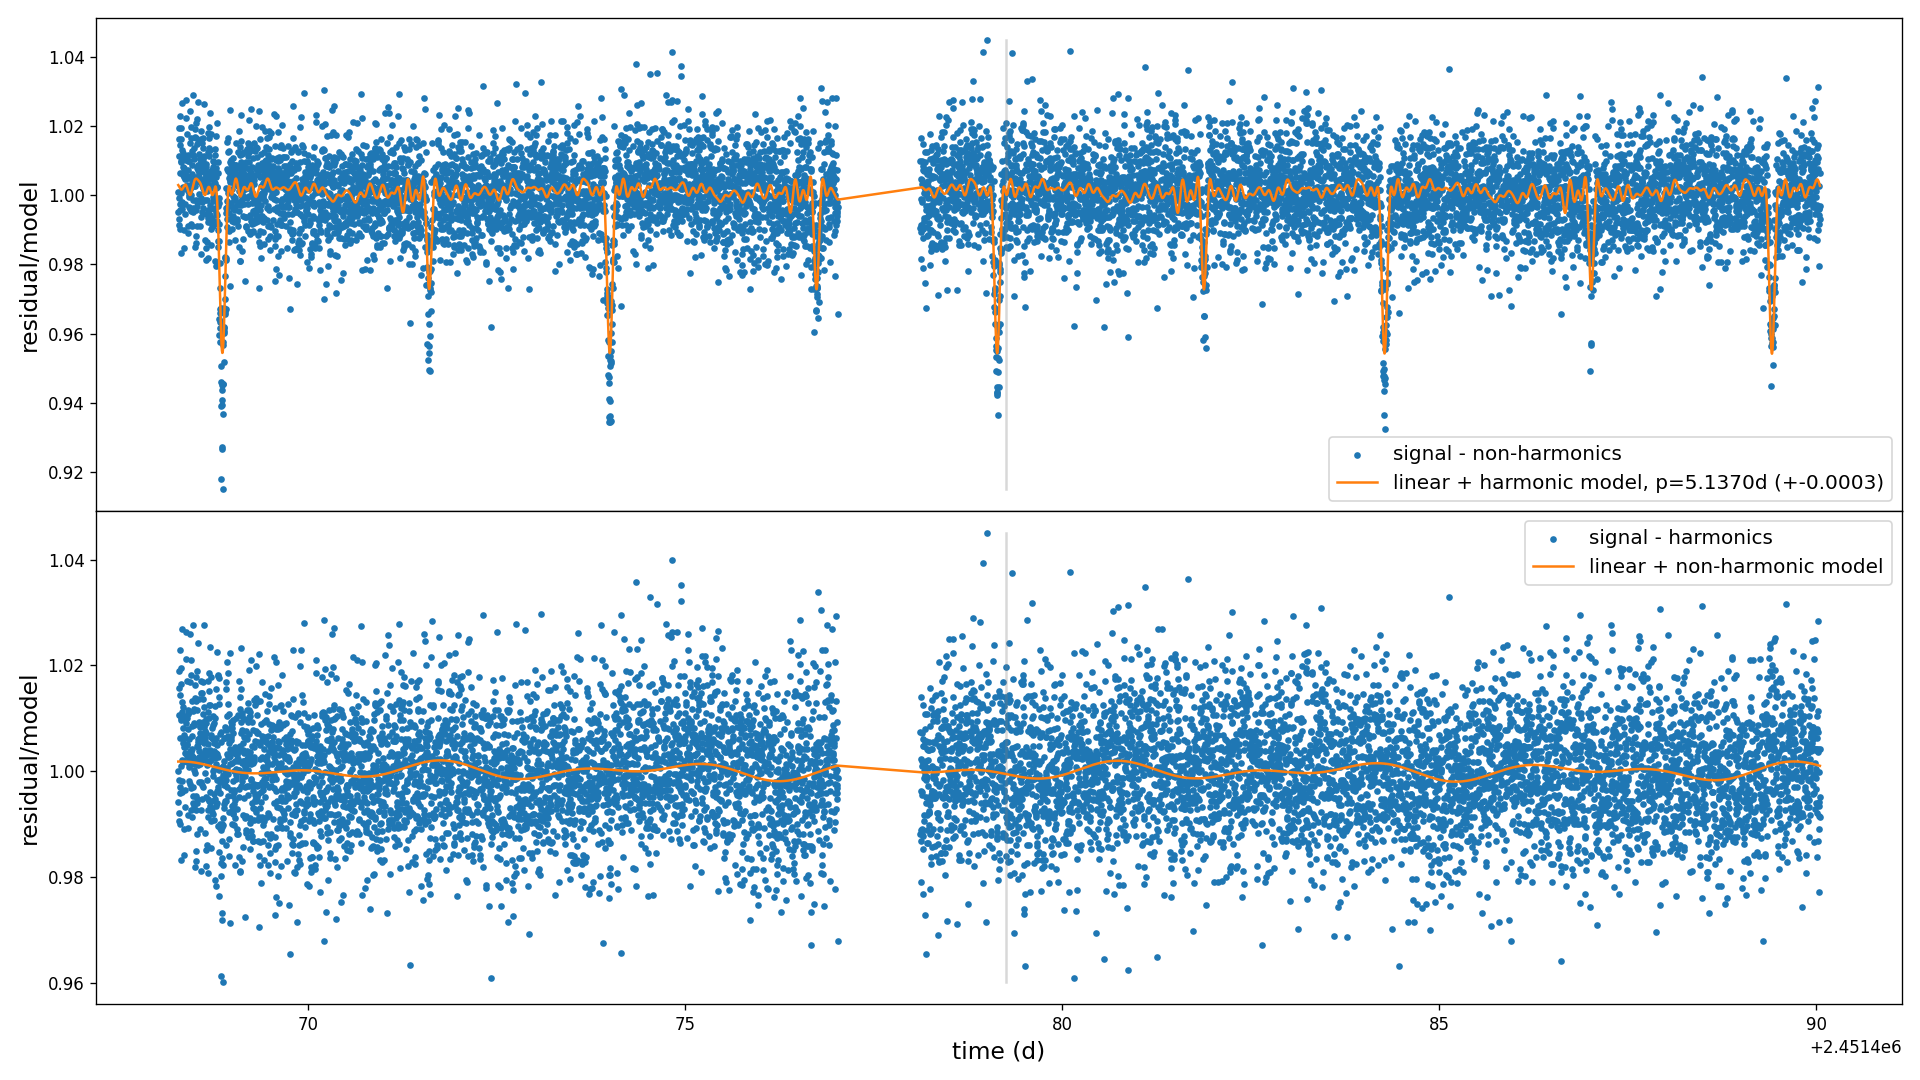 1.04
1.02
1.00
0.98
0.96
0.94
0.92
residual/model
signal - non-harmonics
linear + harmonic model, p=5.1370d (+-0.0003)
1.04
1.02
1.00
0.98
0.96
residual/model
signal - harmonics
linear + non-harmonic model
70 75 80 85 90
time (d)
+2.4514e6